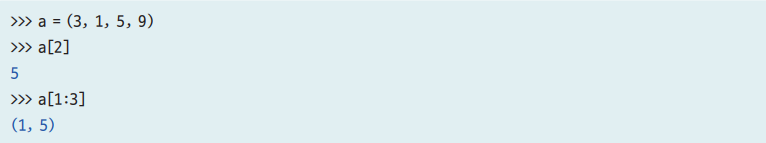 >>> a = (3, 1, 5, 9)
>>> a[2]
5
>>> a[1:3]
(1, 5)